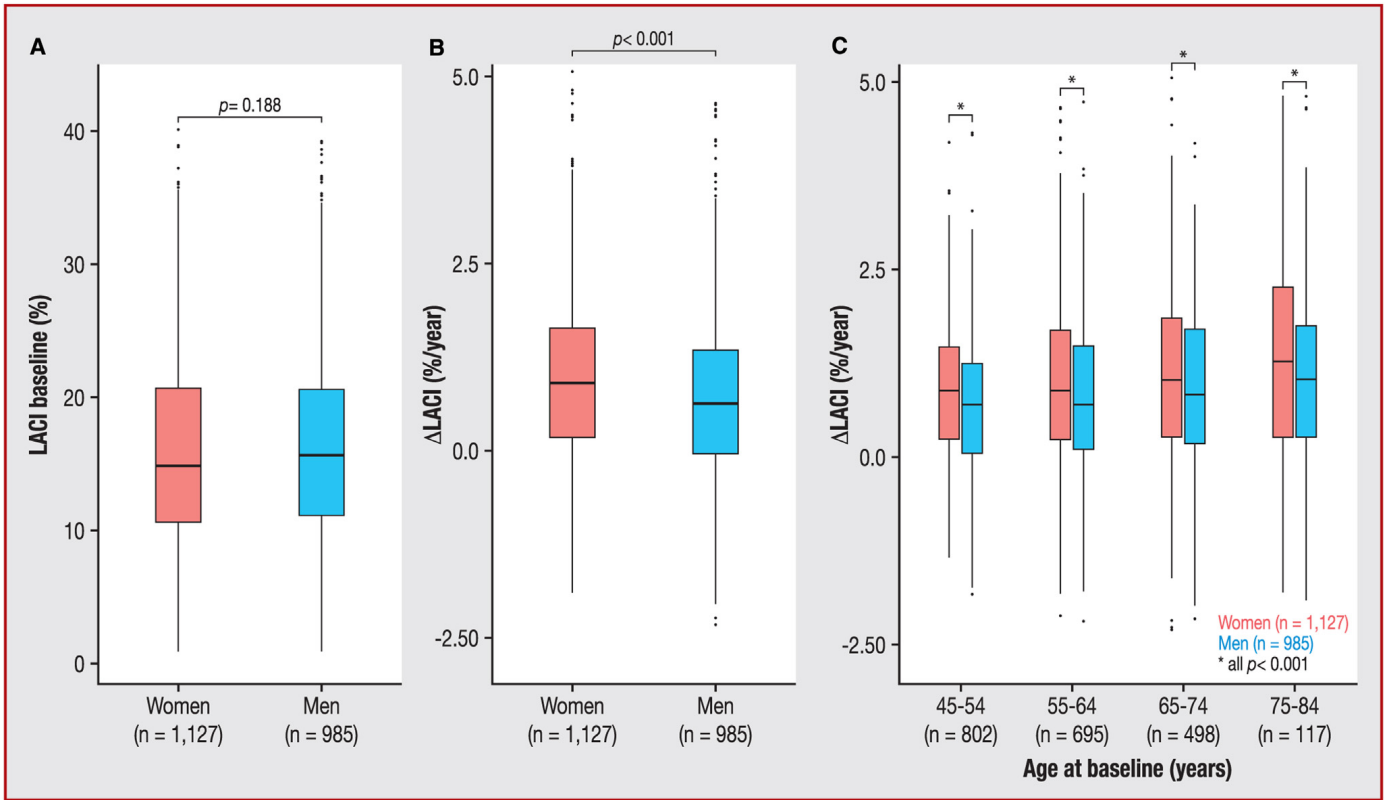 A
p= 0.188
LACI baseline (%)
40
30
20
10
0
Women
(n = 1,127)
Men
(n = 985)
B
p< 0.001
ΔLACI (%/year)
5.0
2.5
0.0
-2.50
Women
(n = 1,127)
Men
(n = 985)
C
*
*
*
*
ΔLACI (%/year)
5.0
2.5
0.0
-2.50
Women (n = 1,127)
Men (n = 985)
* all p< 0.001
45-54
(n = 802)
55-64
(n = 695)
65-74
(n = 498)
75-84
(n = 117)
Age at baseline (years)